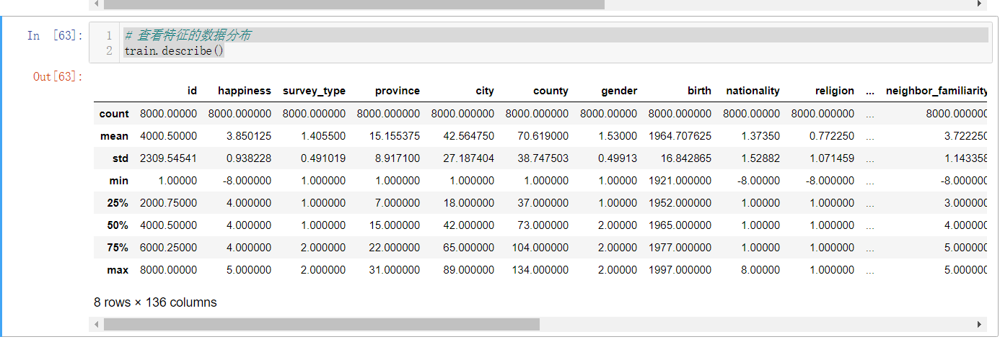 In [63]:
1 # 查看特征的数据分布
2 train.describe()
Out[63]:
id happiness survey_type province city county gender birth nationality religion ... neighbor_familiarity
count 8000.00000 8000.000000 8000.000000 8000.000000 8000.000000 8000.000000 8000.00000 8000.000000 8000.00000 8000.000000 ... 8000.000000
mean 4000.50000 3.850125 1.405500 15.155375 42.564750 70.619000 1.53000 1964.707625 1.37350 0.772250 ... 3.722250
std 2309.54541 0.938228 0.491019 8.917100 27.187404 38.747503 0.49913 16.842865 1.52882 1.071459 ... 1.143358
min 1.00000 -8.000000 1.000000 1.000000 1.000000 1.000000 1.00000 1921.000000 -8.00000 -8.000000 ... -8.000000
25% 2000.75000 4.000000 1.000000 7.000000 18.000000 37.000000 1.00000 1952.000000 1.00000 1.000000 ... 3.000000
50% 4000.50000 4.000000 1.000000 15.000000 42.000000 73.000000 2.00000 1965.000000 1.00000 1.000000 ... 4.000000
75% 6000.25000 4.000000 2.000000 22.000000 65.000000 104.000000 2.00000 1977.000000 1.00000 1.000000 ... 5.000000
max 8000.00000 5.000000 2.000000 31.000000 89.000000 134.000000 2.00000 1997.000000 8.00000 1.000000 ... 5.000000
8 rows × 136 columns